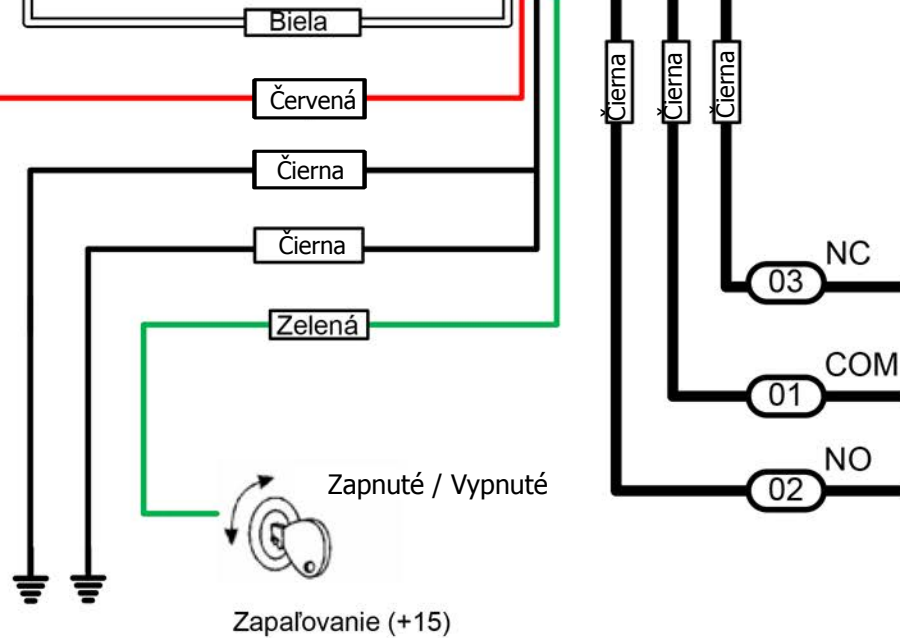 Biela
Červená
Čierna
Čierna
Zelená
Zapnuté / Vypnuté
Zapaľovanie (+15)
Čierna
Čierna
Čierna
NC
03
COM
01
NO
02